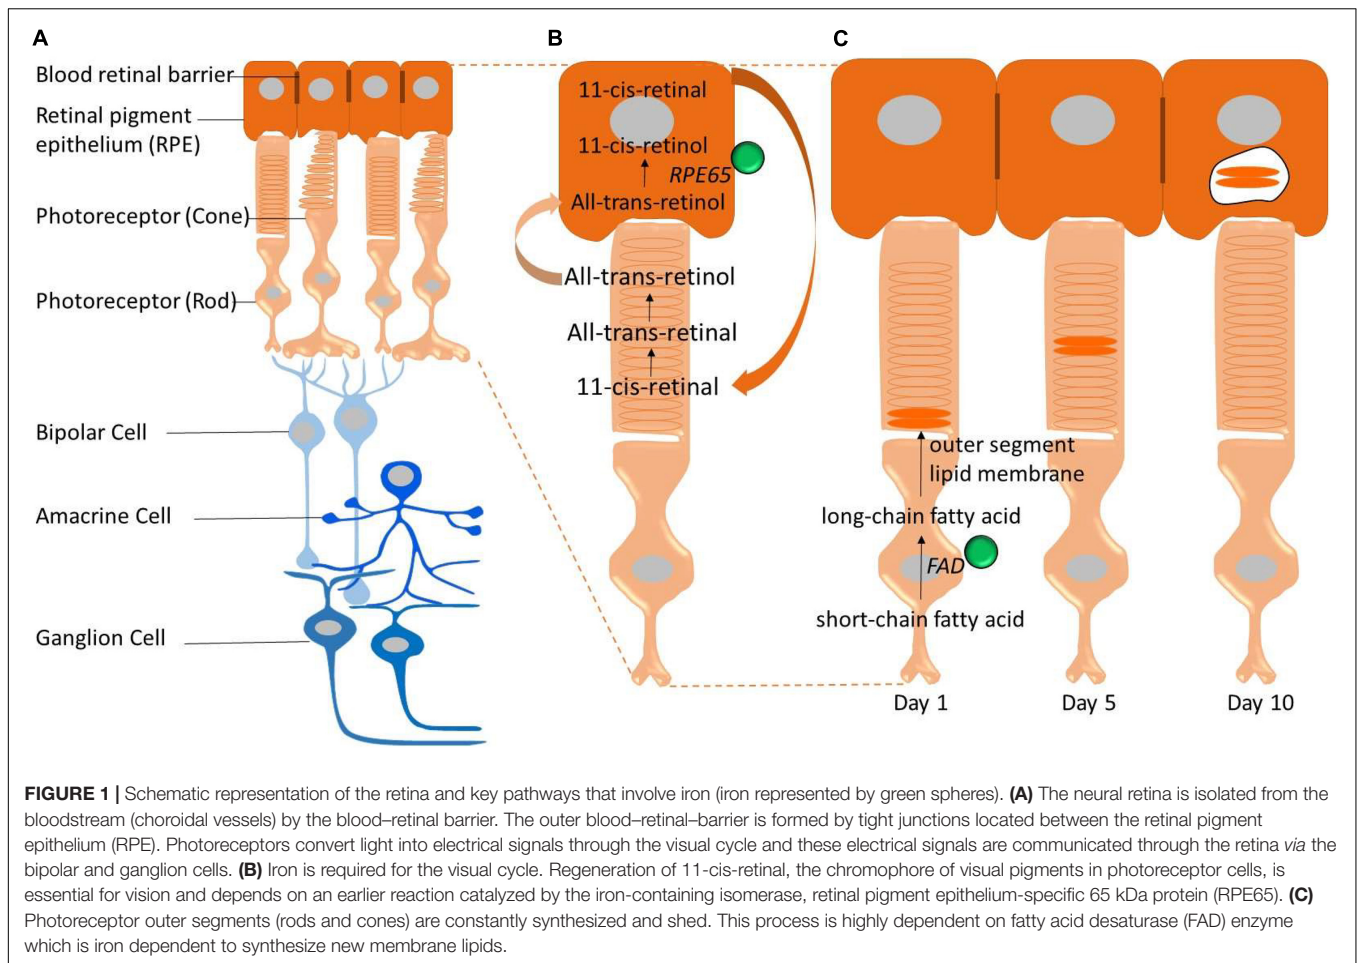 A
Blood retinal barrier
Retinal pigment
epithelium (RPE)
Photoreceptor (Cone)
Photoreceptor (Rod)
Bipolar Cell
Amacrine Cell
Ganglion Cell
B
11-cis-retinal
11-cis-retinol
RPE65
All-trans-retinol
All-trans-retinol
All-trans-retinal
11-cis-retinal
C
outer segment
lipid membrane
long-chain fatty acid
FAD
short-chain fatty acid
Day 1
Day 5
Day 10
FIGURE 1 | Schematic representation of the retina and key pathways that involve iron (iron represented by green spheres). (A) The neural retina is isolated from the
bloodstream (choroidal vessels) by the blood–retinal barrier. The outer blood–retinal–barrier is formed by tight junctions located between the retinal pigment
epithelium (RPE). Photoreceptors convert light into electrical signals through the visual cycle and these electrical signals are communicated through the retina via the
bipolar and ganglion cells. (B) Iron is required for the visual cycle. Regeneration of 11-cis-retinal, the chromophore of visual pigments in photoreceptor cells, is
essential for vision and depends on an earlier reaction catalyzed by the iron-containing isomerase, retinal pigment epithelium-specific 65 kDa protein (RPE65). (C)
Photoreceptor outer segments (rods and cones) are constantly synthesized and shed. This process is highly dependent on fatty acid desaturase (FAD) enzyme
which is iron dependent to synthesize new membrane lipids.